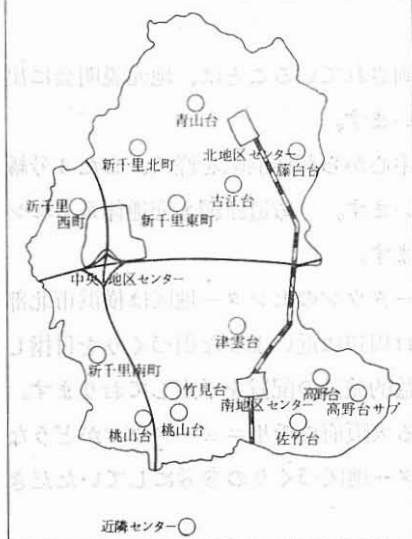 青山台
新千里北町
北地区センター
藤白台
古江台
新千里
西町
新千里東町
中央地区センター
津雲台
新千里南町
竹見台
南地区センター
高野台
高野台サブ
桃山台
桃山台
佐竹台
近隣センター